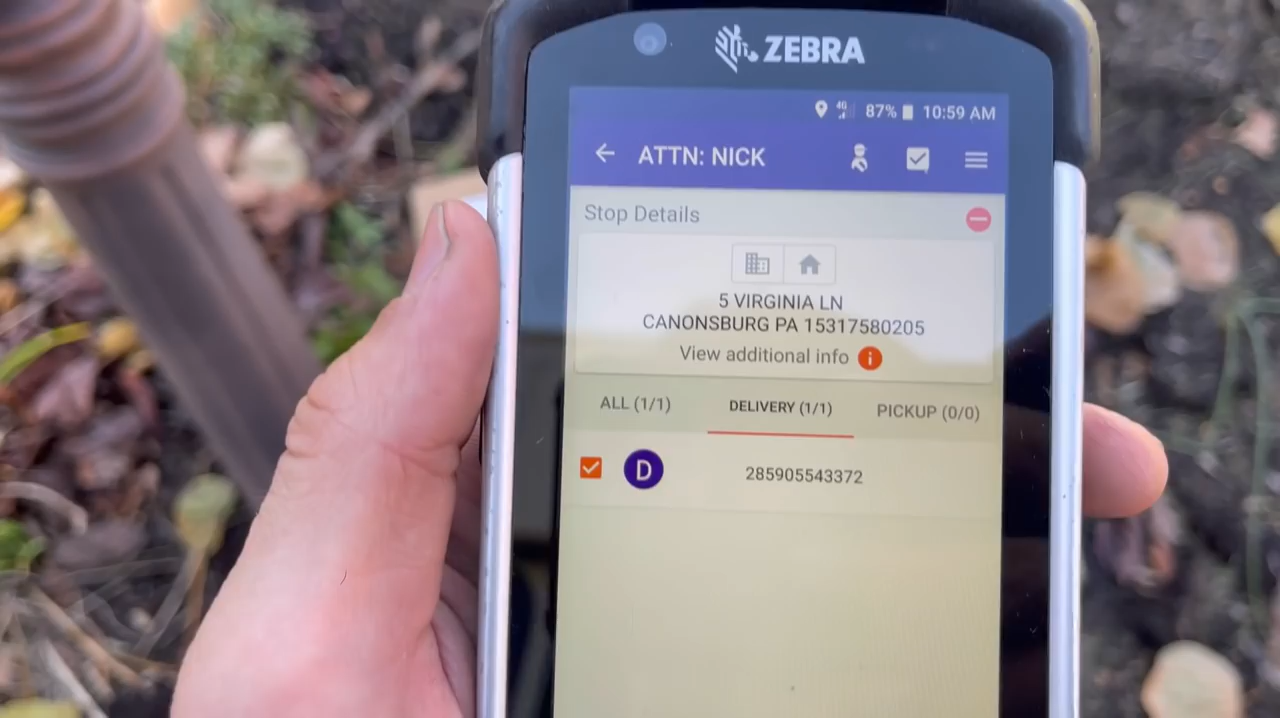 ZEBRA
4G 87% 10:59 AM
ATTN: NICK
Stop Details
5 VIRGINIA LN
CANONSBURG PA 15317580205
View additional info i
ALL (1/1) DELIVERY (1/1) PICKUP (0/0)
D 285905543372